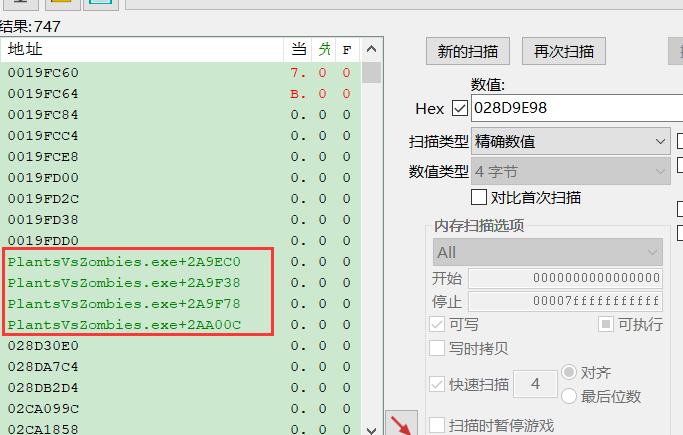 结果:747
地址 当 先 F
0019FC60 7. 0 0
0019FC64 B. 0 0
0019FC84 0. 0 0
0019FCC4 0. 0 0
0019FCE8 0. 0 0
0019FD00 0. 0 0
0019FD2C 0. 0 0
0019FD38 0. 0 0
0019FDD0 0. 0 0
PlantsVsZombies.exe+2A9EC0 0. 0 0
PlantsVsZombies.exe+2A9F38 0. 0 0
PlantsVsZombies.exe+2A9F78 0. 0 0
PlantsVsZombies.exe+2AA00C 0. 0 0
028D30E0 0. 0 0
028DA7C4 0. 0 0
028DB2D4 0. 0 0
02CA099C 0. 0 0
02CA1858 0. 0 0
新的扫描 再次扫描
数值:
Hex 028D9E98
扫描类型 精确数值
数值类型 4 字节
对比首次扫描
内存扫描选项
All
开始 0000000000000000
停止 00007fffffffffff
可写 可执行
写时拷贝
快速扫描 4 对齐
最后位数
扫描时暂停游戏